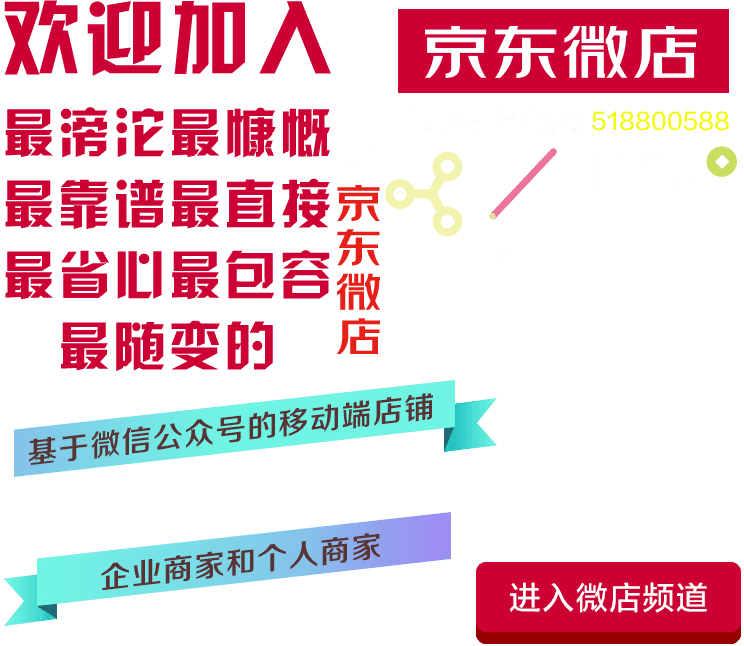 欢迎加入
最滂沱最慷慨
最靠谱最直接
最省心最包容
最随变的
京东微店
京东微店
518800588
基于微信公众号的移动端店铺
企业商家和个人商家
进入微店频道